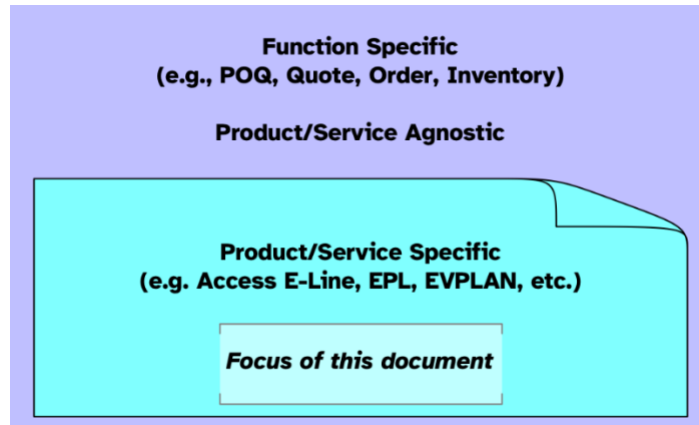 Function Specific
(e.g., POQ, Quote, Order, Inventory)
Product/Service Agnostic
Product/Service Specific
(e.g. Access E-Line, EPL, EVPLAN, etc.)
Focus of this document